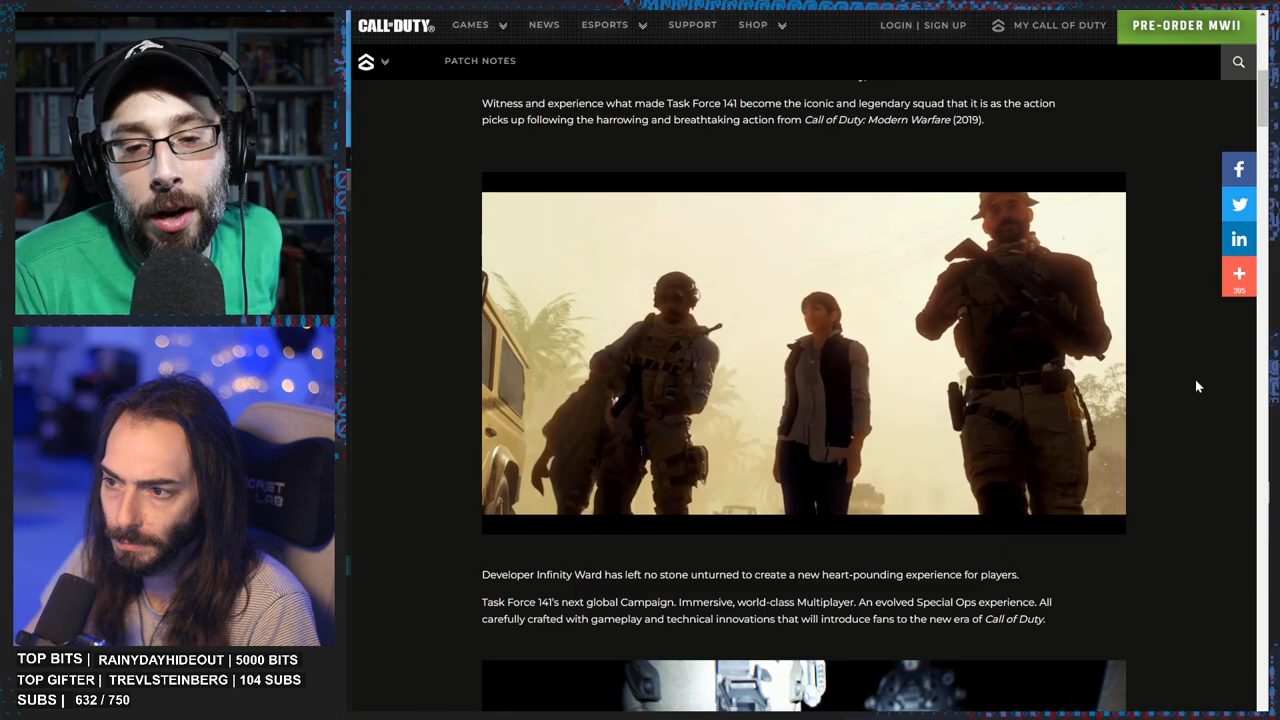 CALL OF DUTY®
GAMES
NEWS
ESPORTS
SUPPORT
SHOP
LOGIN | SIGN UP
MY CALL OF DUTY
PRE-ORDER MWII
PATCH NOTES
Witness and experience what made Task Force 141 become the iconic and legendary squad that it is as the action
picks up following the harrowing and breathtaking action from Call of Duty: Modern Warfare (2019).
395
Developer Infinity Ward has left no stone unturned to create a new heart-pounding experience for players.
Task Force 141's next global Campaign. Immersive, world-class Multiplayer. An evolved Special Ops experience. All
carefully crafted with gameplay and technical innovations that will introduce fans to the new era of Call of Duty.
TOP BITS | RAINYDAYHIDEOUT | 5000 BITS
TOP GIFTER | TREVLSTEINBERG | 104 SUBS
SUBS | 632 / 750